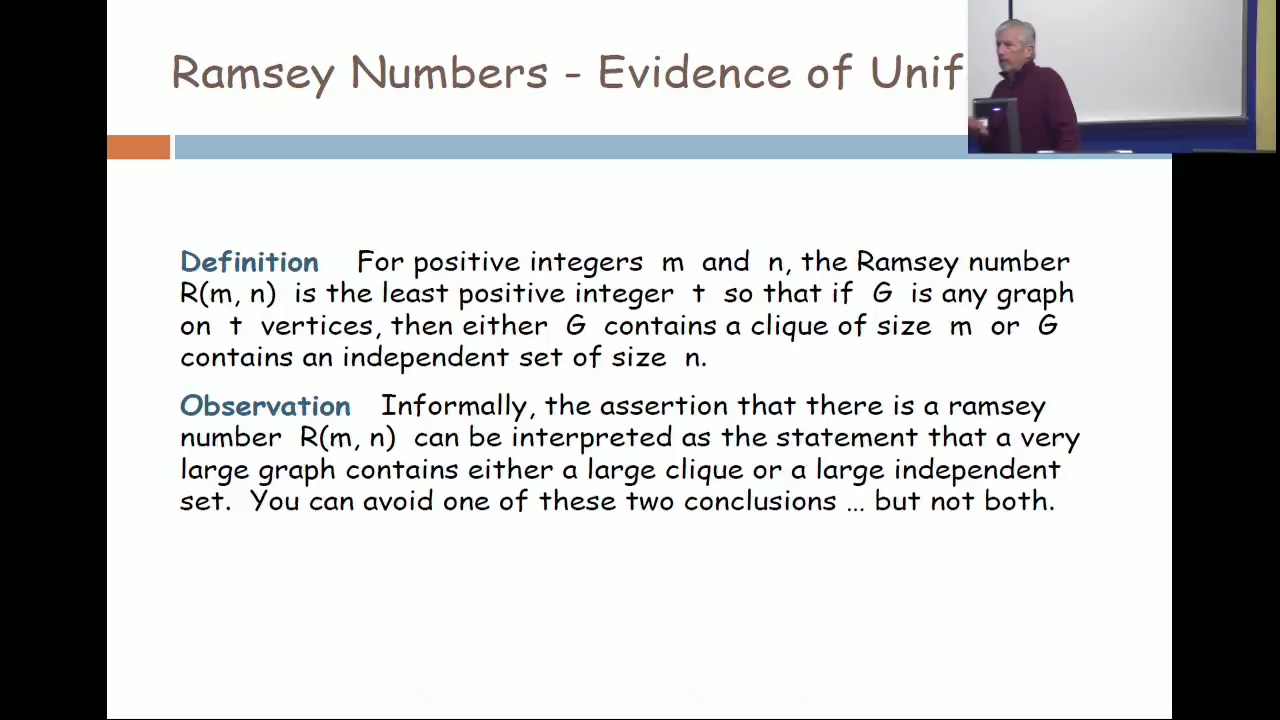 Ramsey Numbers - Evidence of Unif
Definition For positive integers m and n, the Ramsey number
R(m, n) is the least positive integer t so that if G is any graph
on t vertices, then either G contains a clique of size m or G
contains an independent set of size n.
Observation Informally, the assertion that there is a ramsey
number R(m, n) can be interpreted as the statement that a very
large graph contains either a large clique or a large independent
set. You can avoid one of these two conclusions … but not both.